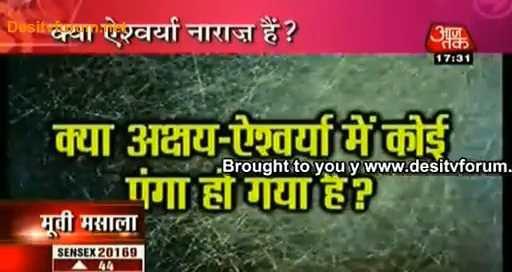 Desitvforum.net
क्या ऐश्वर्या नाराज़ हैं?
आज तक
17:31
क्या अक्षय-ऐश्वर्या में कोई
Brought to you y www.desitvforum.
पंगा हो गया है?
मूवी मसाला
SENSEX 20169
▲ 44